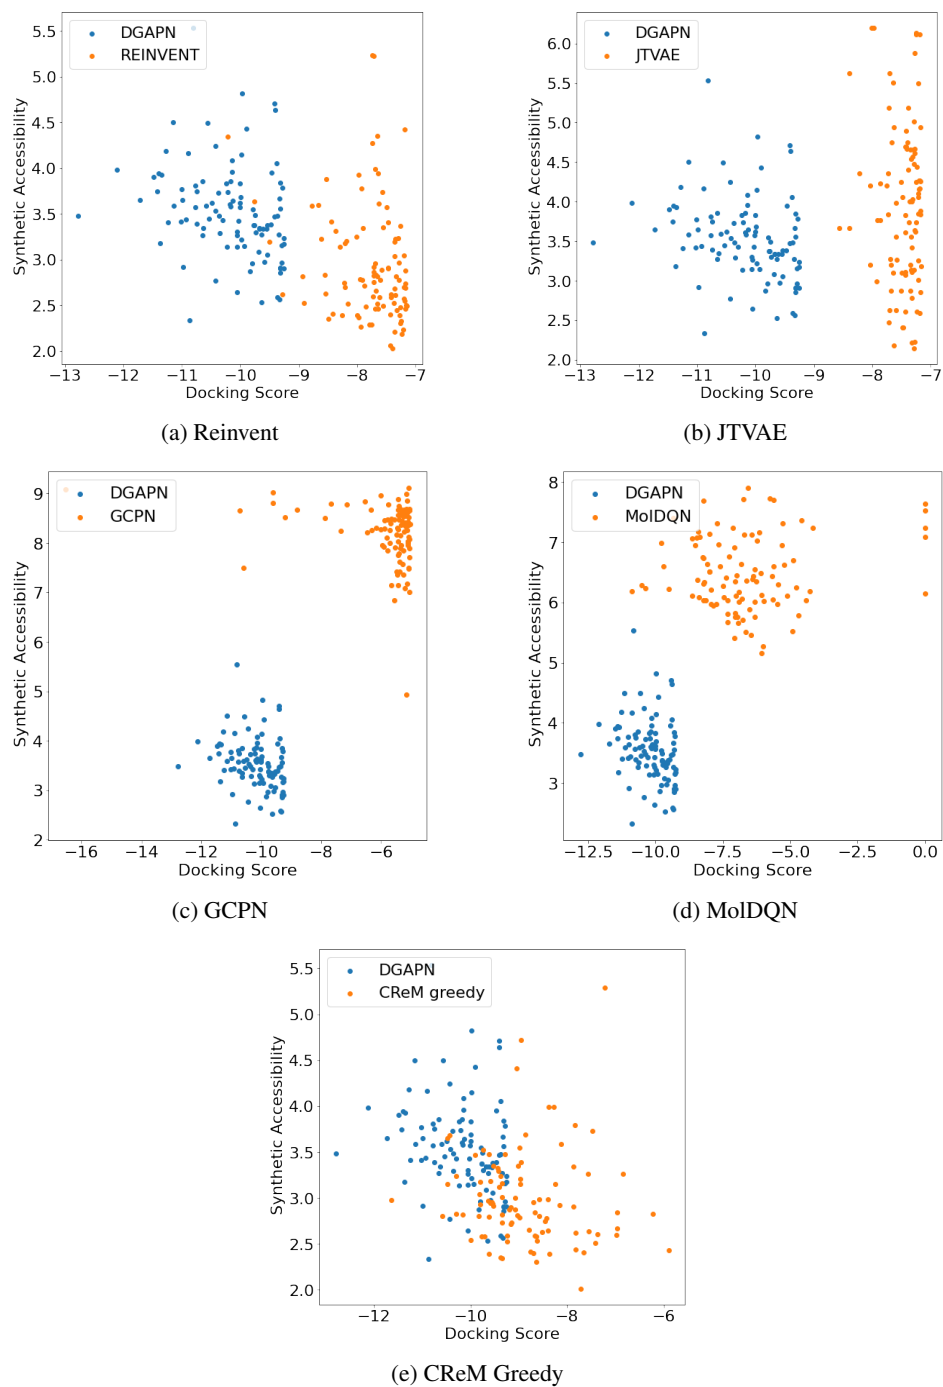 DGAPN
REINVENT
Synthetic Accessibility
5.5
5.0
4.5
4.0
3.5
3.0
2.5
2.0
−13 −12 −11 −10 −9 −8 −7
Docking Score
(a) Reinvent
DGAPN
JTVAE
Synthetic Accessibility
6.0
5.5
5.0
4.5
4.0
3.5
3.0
2.5
2.0
−13 −12 −11 −10 −9 −8 −7
Docking Score
(b) JTVAE
DGAPN
GCPN
Synthetic Accessibility
9
8
7
6
5
4
3
2
−16 −14 −12 −10 −8 −6
Docking Score
(c) GCPN
DGAPN
MolDQN
Synthetic Accessibility
8
7
6
5
4
3
−12.5 −10.0 −7.5 −5.0 −2.5 0.0
Docking Score
(d) MolDQN
DGAPN
CReM greedy
Synthetic Accessibility
5.5
5.0
4.5
4.0
3.5
3.0
2.5
2.0
−12 −10 −8 −6
Docking Score
(e) CReM Greedy